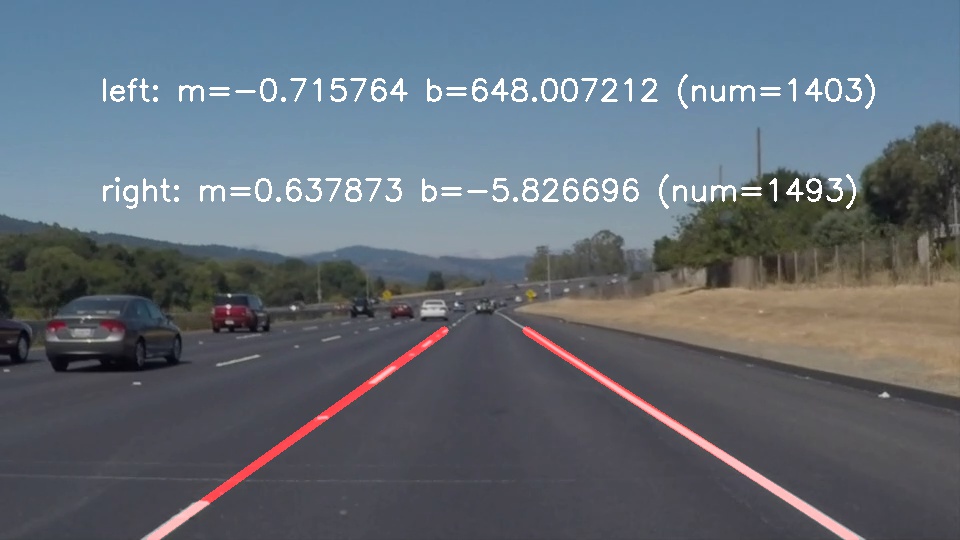 left: m=−0.715764 b=648.007212 (num=1403)
right: m=0.637873 b=−5.826696 (num=1493)